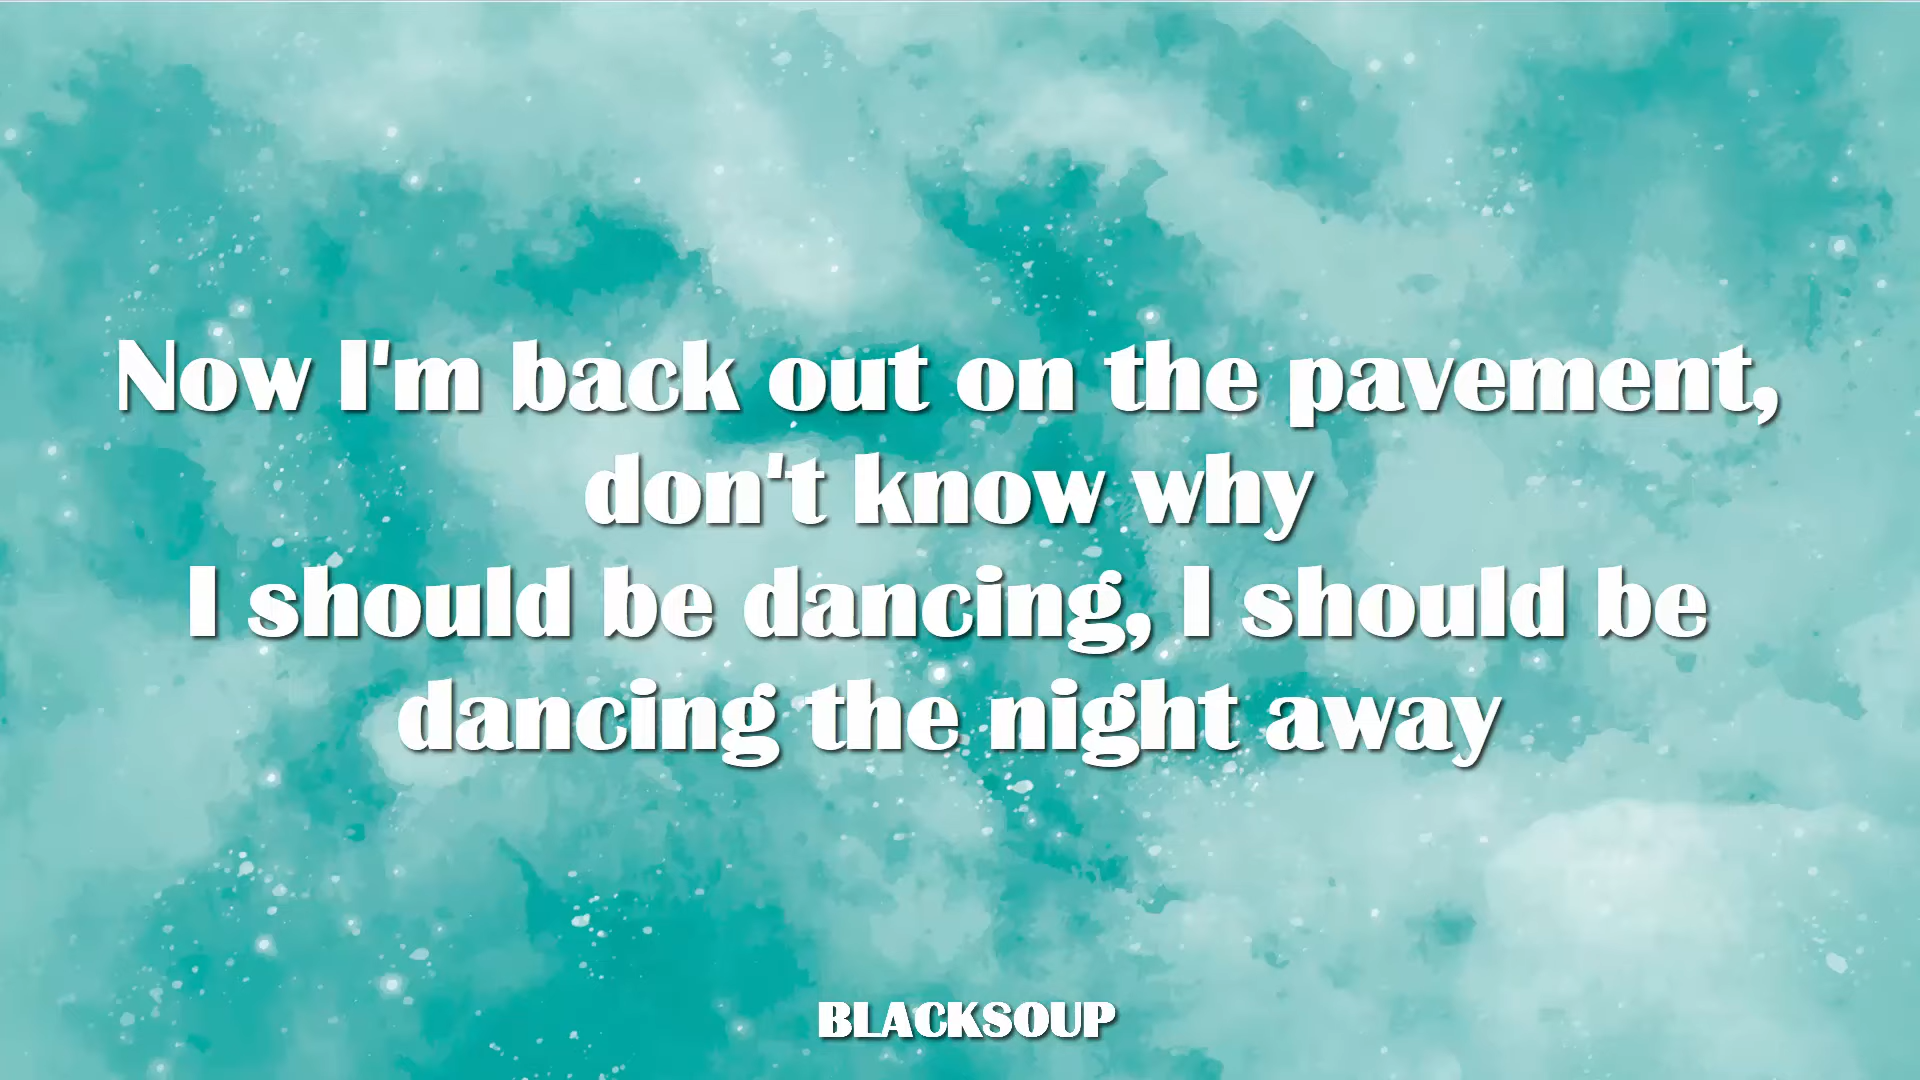 Now I'm back out on the pavement,
don't know why
I should be dancing, I should be
dancing the night away
BLACKSOUP